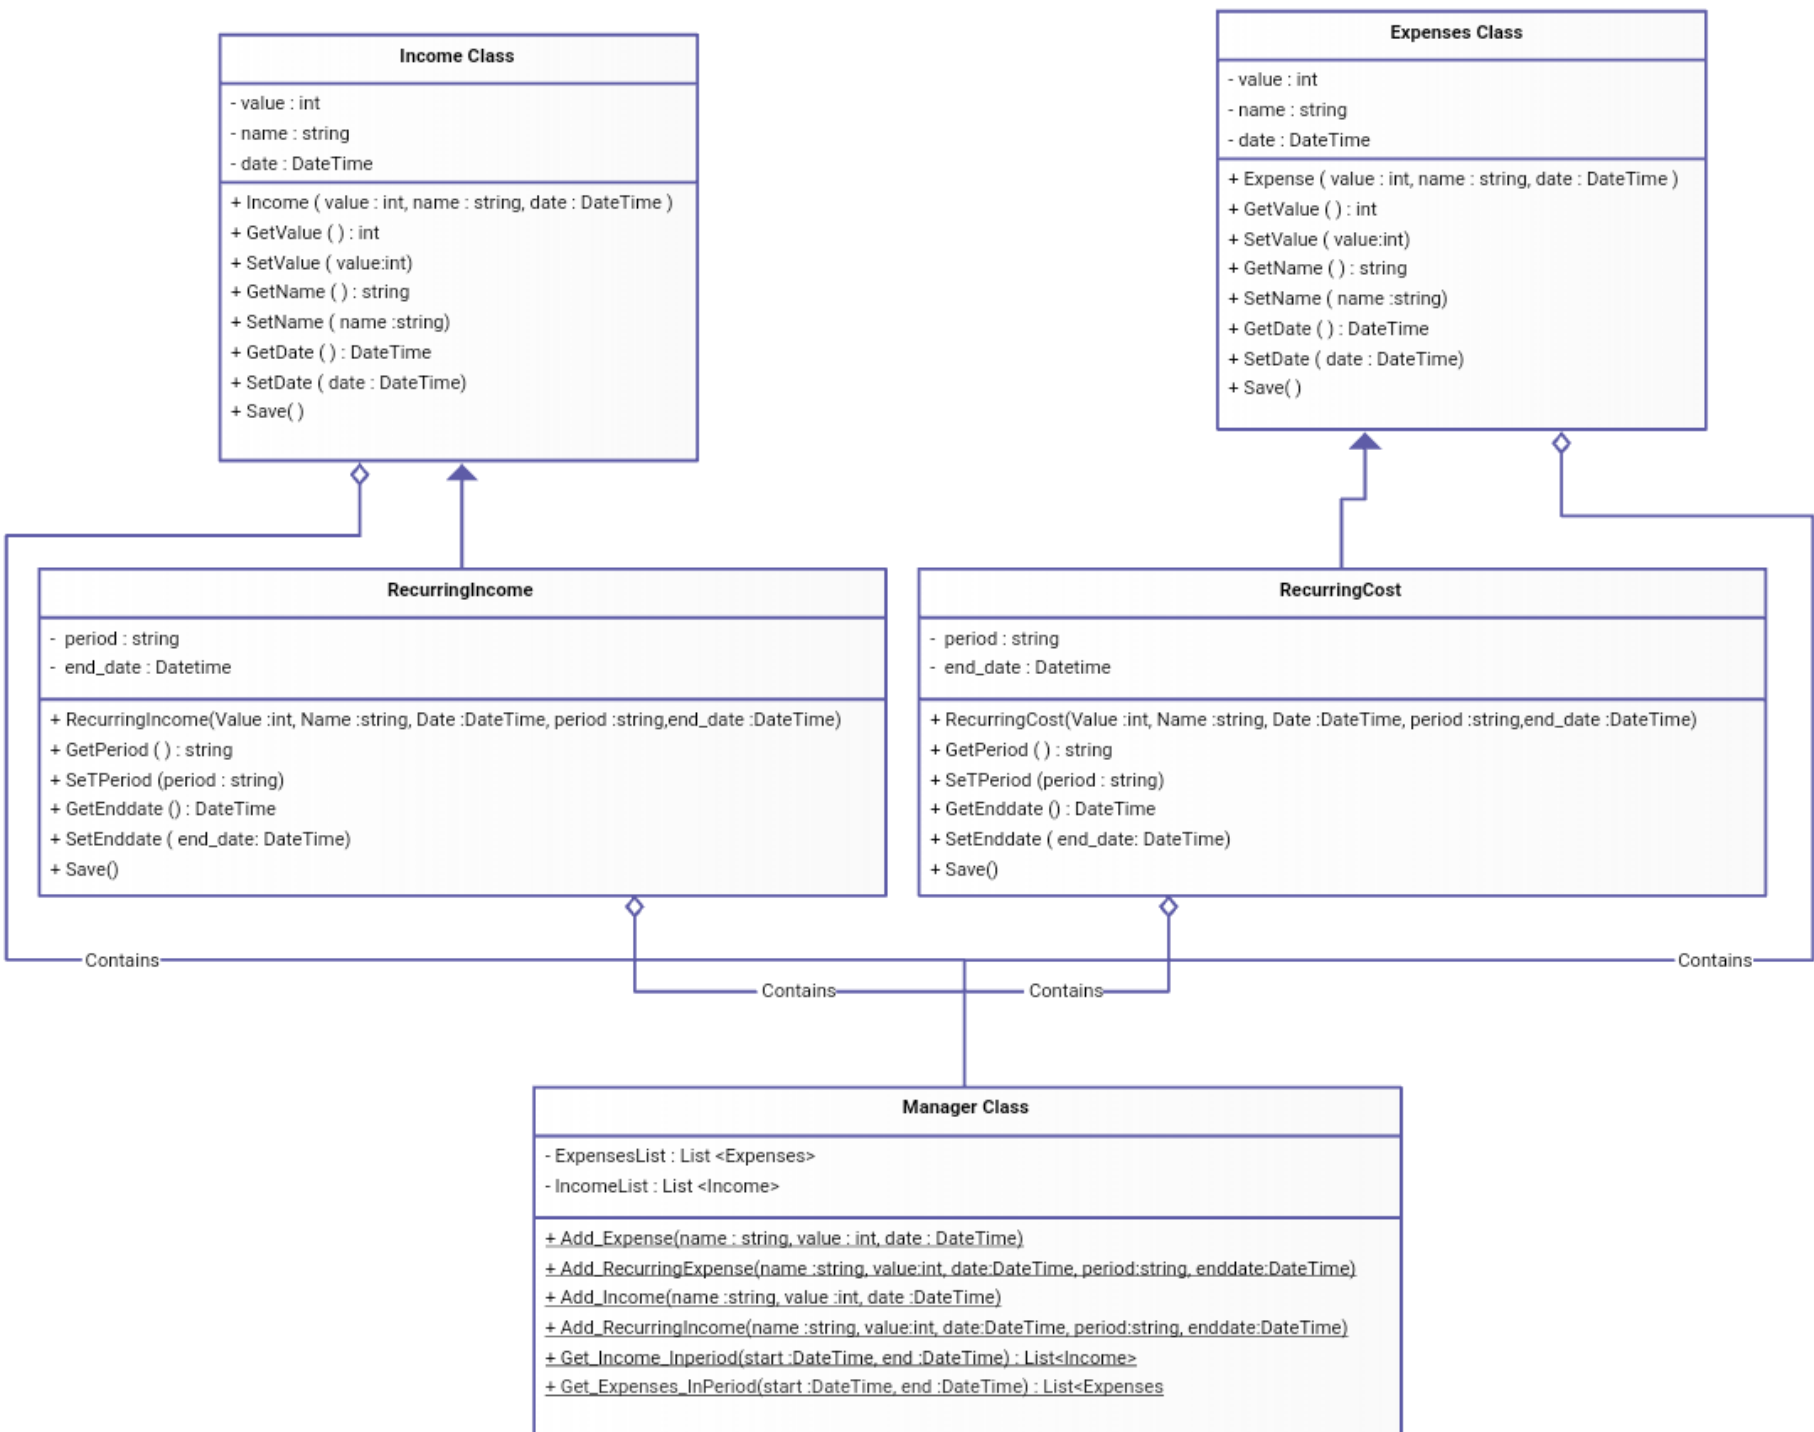 Income Class
- value : int
- name : string
- date : DateTime
+ Income ( value : int, name : string, date : DateTime )
+ GetValue ( ) : int
+ SetValue ( value:int)
+ GetName ( ) : string
+ SetName ( name :string)
+ GetDate ( ) : DateTime
+ SetDate ( date : DateTime)
+ Save( )
Expenses Class
- value : int
- name : string
- date : DateTime
+ Expense ( value : int, name : string, date : DateTime )
+ GetValue ( ) : int
+ SetValue ( value:int)
+ GetName ( ) : string
+ SetName ( name :string)
+ GetDate ( ) : DateTime
+ SetDate ( date : DateTime)
+ Save( )
RecurringIncome
- period : string
- end_date : Datetime
+ RecurringIncome(Value :int, Name :string, Date :DateTime, period :string,end_date :DateTime)
+ GetPeriod ( ) : string
+ SeTPeriod (period : string)
+ GetEnddate () : DateTime
+ SetEnddate ( end_date: DateTime)
+ Save()
RecurringCost
- period : string
- end_date : Datetime
+ RecurringCost(Value :int, Name :string, Date :DateTime, period :string,end_date :DateTime)
+ GetPeriod ( ) : string
+ SeTPeriod (period : string)
+ GetEnddate () : DateTime
+ SetEnddate ( end_date: DateTime)
+ Save()
Contains
Contains
Contains
Contains
Manager Class
- ExpensesList : List <Expenses>
- IncomeList : List <Income>
+ Add_Expense(name : string, value : int, date : DateTime)
+ Add_RecurringExpense(name :string, value:int, date:DateTime, period:string, enddate:DateTime)
+ Add_Income(name :string, value :int, date :DateTime)
+ Add_RecurringIncome(name :string, value:int, date:DateTime, period:string, enddate:DateTime)
+ Get_Income_Inperiod(start :DateTime, end :DateTime) : List<Income>
+ Get_Expenses_InPeriod(start :DateTime, end :DateTime) : List<Expenses